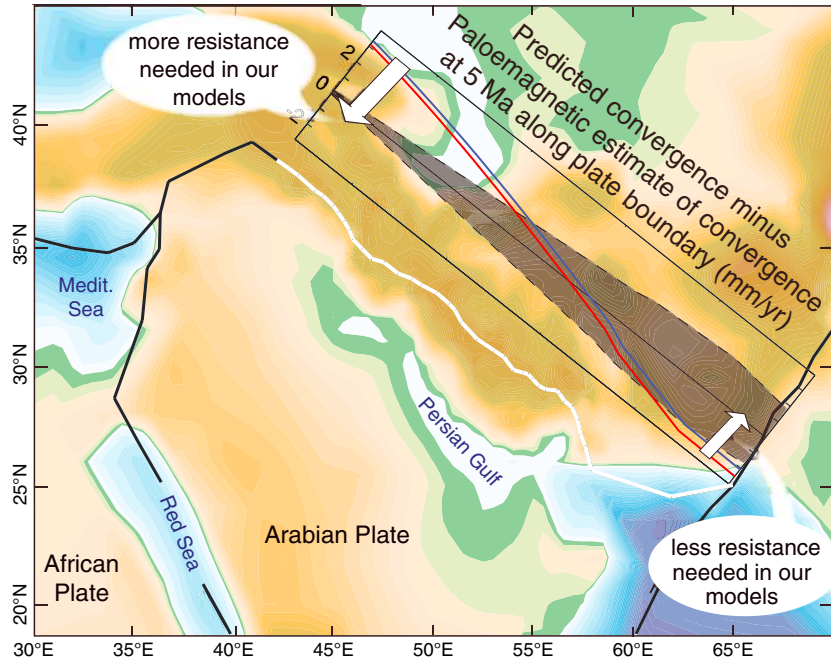 more resistance
needed in our
models
2
0
-2
Predicted convergence minus
Paloemagnetic estimate of convergence
at 5 Ma along plate boundary (mm/yr)
40°N
35°N
30°N
25°N
20°N
Medit.
Sea
Persian Gulf
Red Sea
Arabian Plate
African
Plate
less resistance
needed in our
models
30°E
35°E
40°E
45°E
50°E
55°E
60°E
65°E